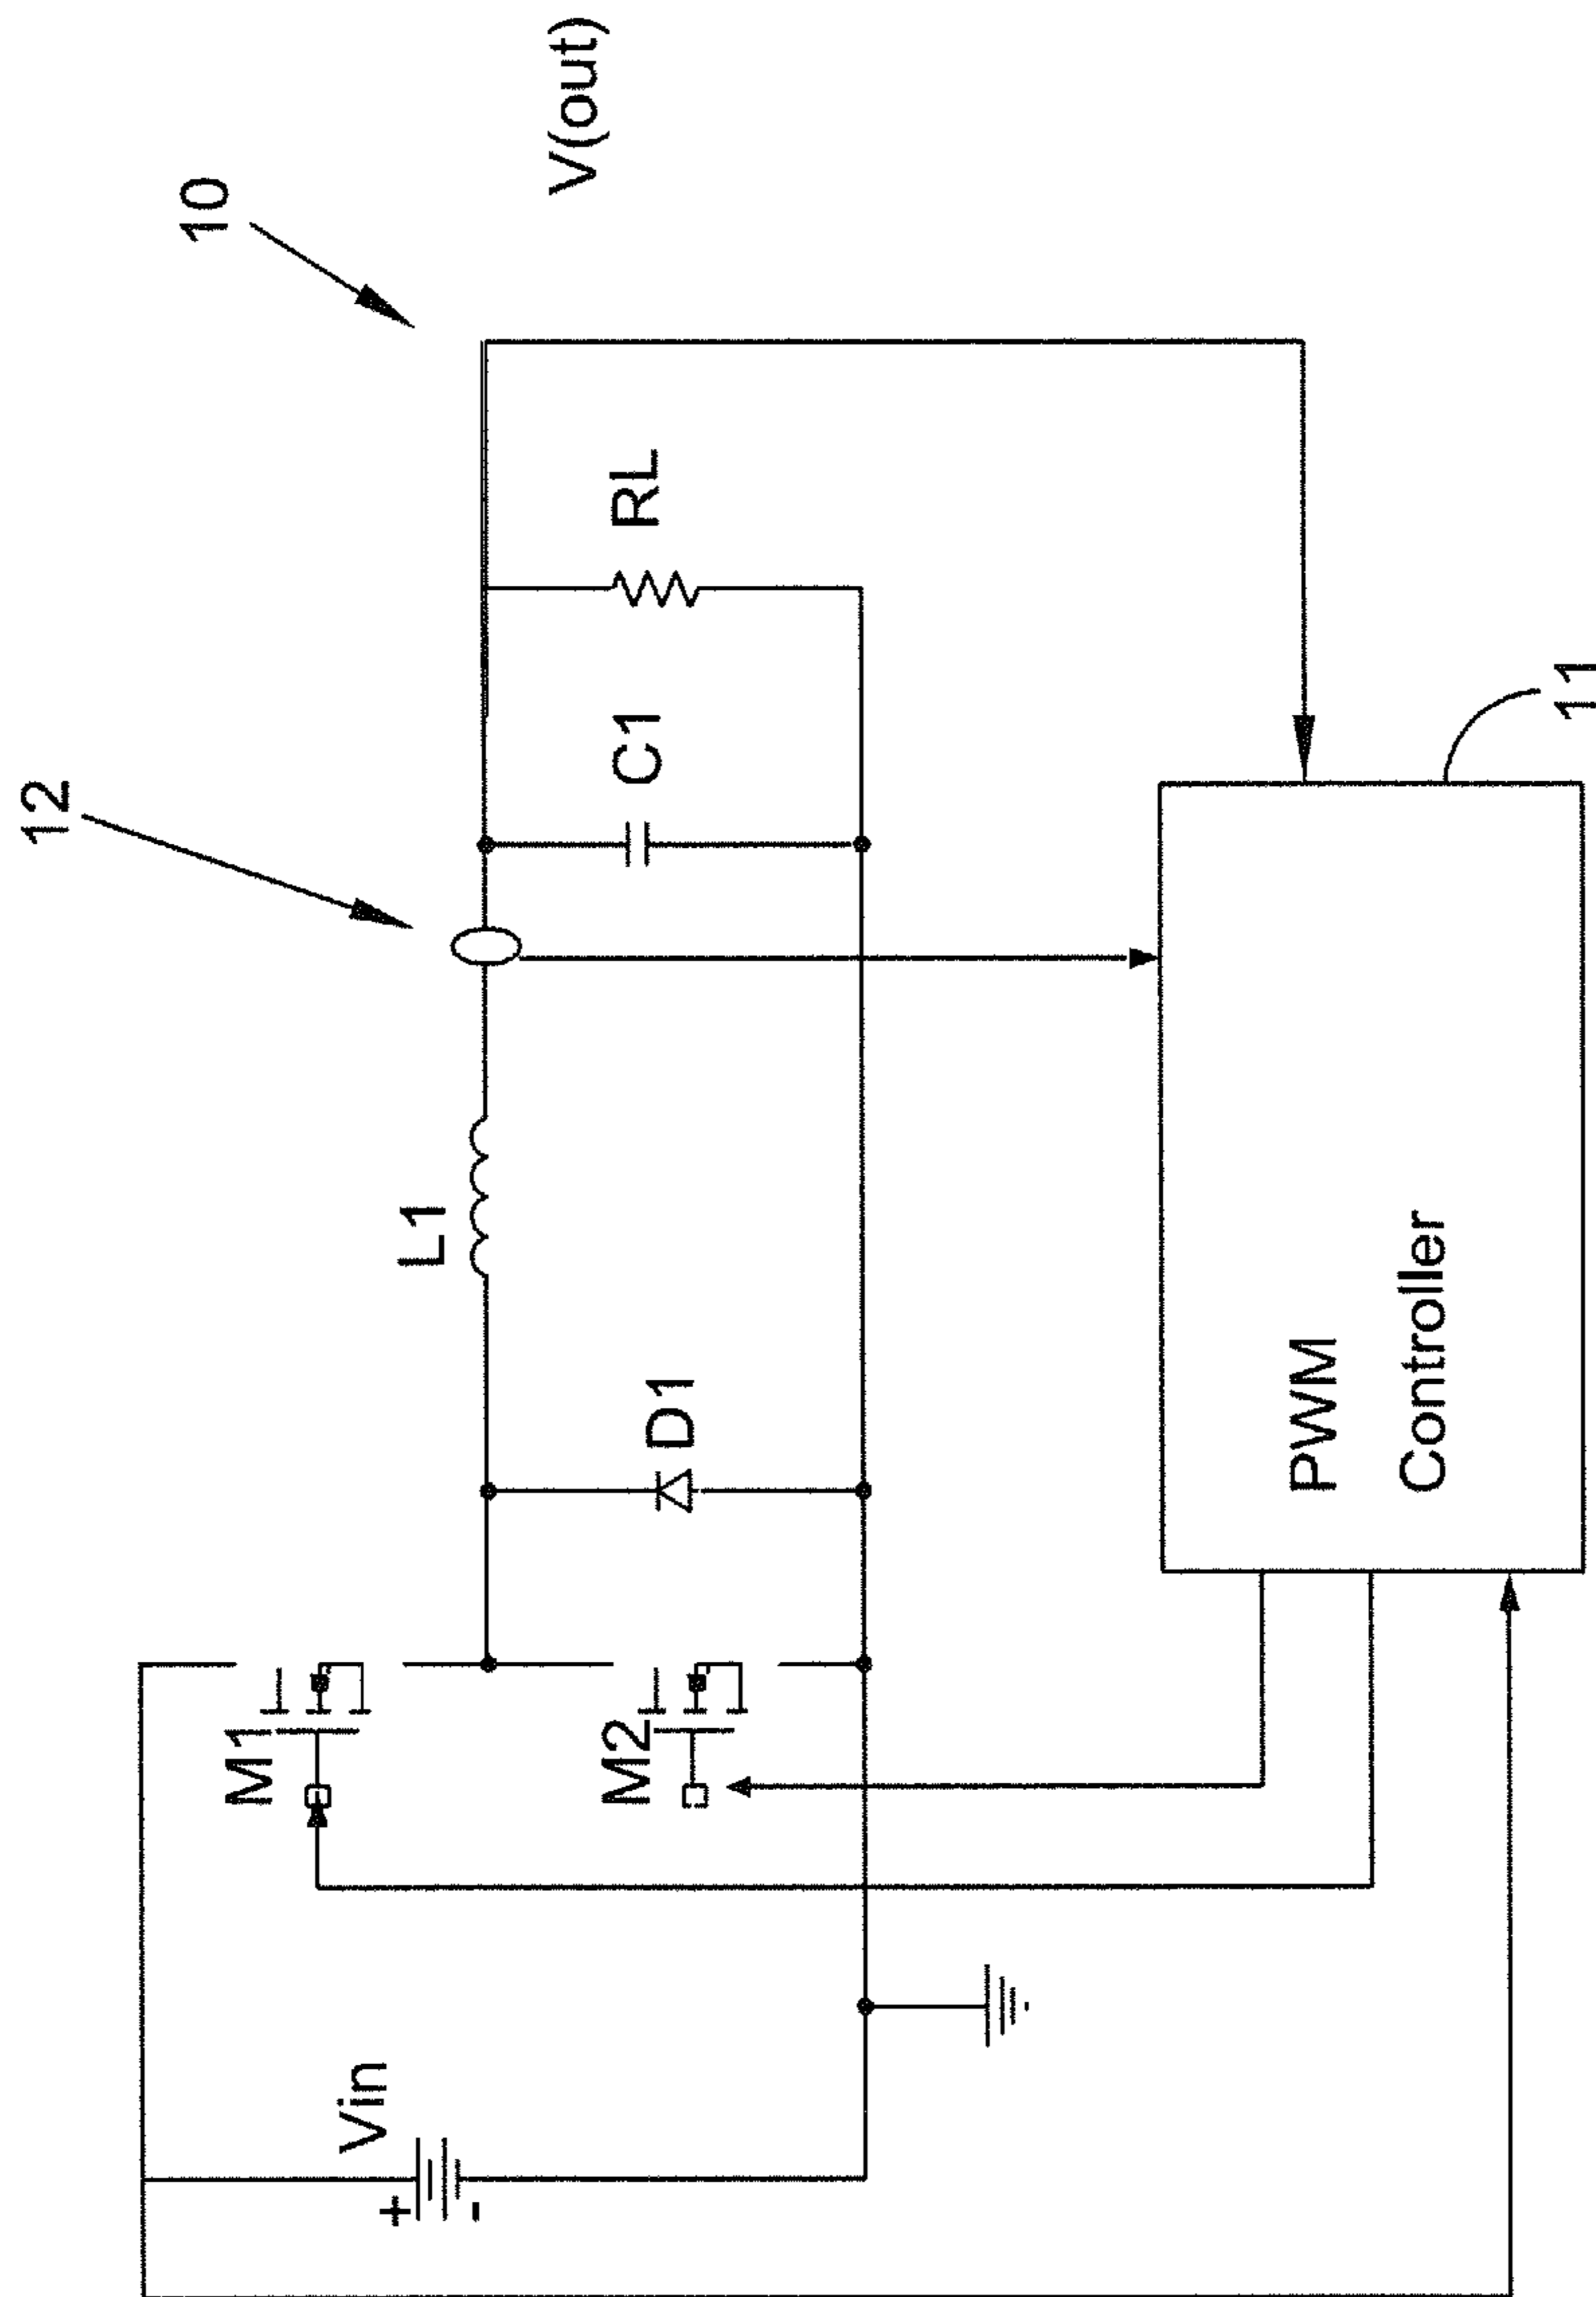 10
V(out)
12
L1
C1
RL
D1
M1
M2
Vin
+
-
PWM
Controller
11